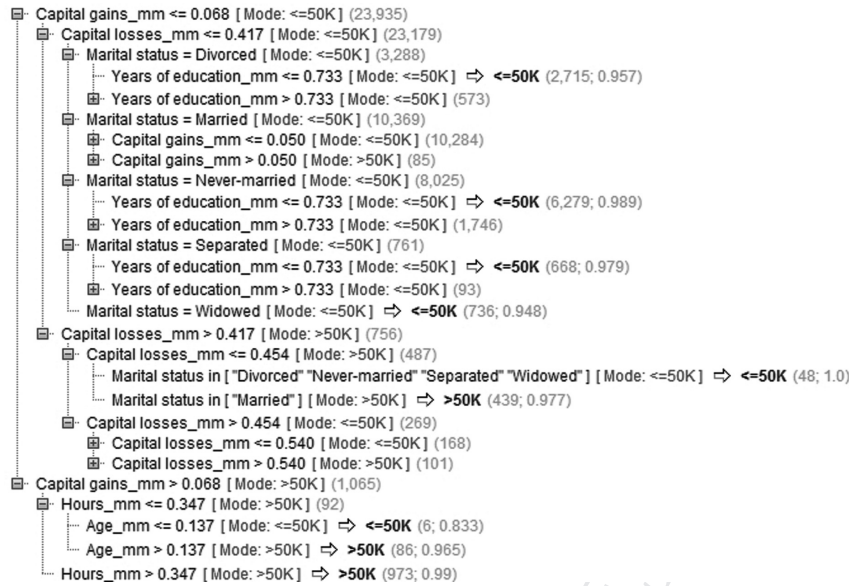 Capital gains_mm <= 0.068 [ Mode: <=50K ] (23,935)
Capital losses_mm <= 0.417 [ Mode: <=50K ] (23,179)
Marital status = Divorced [ Mode: <=50K ] (3,288)
Years of education_mm <= 0.733 [ Mode: <=50K ] ⇨ <=50K (2,715; 0.957)
Years of education_mm > 0.733 [ Mode: <=50K ] (573)
Marital status = Married [ Mode: <=50K ] (10,369)
Capital gains_mm <= 0.050 [ Mode: <=50K ] (10,284)
Capital gains_mm > 0.050 [ Mode: >50K ] (85)
Marital status = Never-married [ Mode: <=50K ] (8,025)
Years of education_mm <= 0.733 [ Mode: <=50K ] ⇨ <=50K (6,279; 0.989)
Years of education_mm > 0.733 [ Mode: <=50K ] (1,746)
Marital status = Separated [ Mode: <=50K ] (761)
Years of education_mm <= 0.733 [ Mode: <=50K ] ⇨ <=50K (668; 0.979)
Years of education_mm > 0.733 [ Mode: <=50K ] (93)
Marital status = Widowed [ Mode: <=50K ] ⇨ <=50K (736; 0.948)
Capital losses_mm > 0.417 [ Mode: >50K ] (756)
Capital losses_mm <= 0.454 [ Mode: >50K ] (487)
Marital status in [ "Divorced" "Never-married" "Separated" "Widowed" ] [ Mode: <=50K ] ⇨ <=50K (48; 1.0)
Marital status in [ "Married" ] [ Mode: >50K ] ⇨ >50K (439; 0.977)
Capital losses_mm > 0.454 [ Mode: <=50K ] (269)
Capital losses_mm <= 0.540 [ Mode: <=50K ] (168)
Capital losses_mm > 0.540 [ Mode: >50K ] (101)
Capital gains_mm > 0.068 [ Mode: >50K ] (1,065)
Hours_mm <= 0.347 [ Mode: >50K ] (92)
Age_mm <= 0.137 [ Mode: <=50K ] ⇨ <=50K (6; 0.833)
Age_mm > 0.137 [ Mode: >50K ] ⇨ >50K (86; 0.965)
Hours_mm > 0.347 [ Mode: >50K ] ⇨ >50K (973; 0.99)